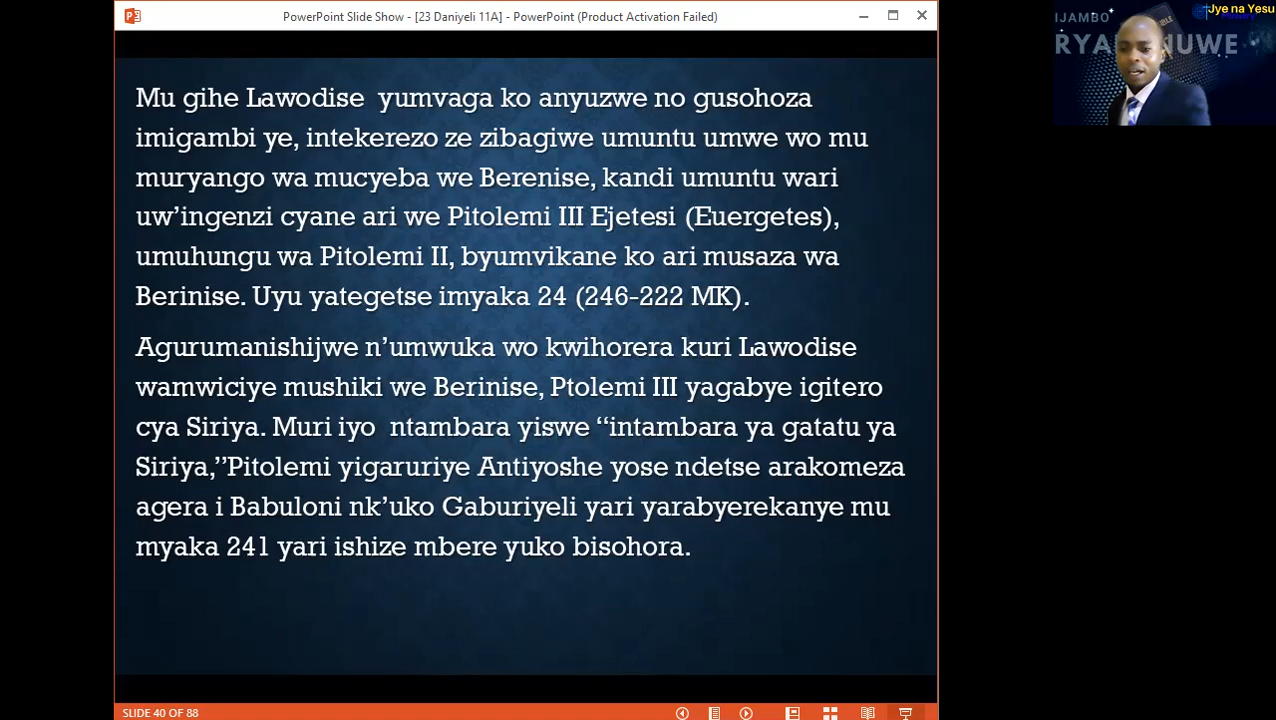 PowerPoint Slide Show - [23 Daniyeli 11A] - PowerPoint (Product Activation Failed)
Mu gihe Lawodise yumvaga ko anyuzwe no gusohoza
imigambi ye, intekerezo ze zibagiwe umuntu umwe wo mu
muryango wa mucyeba we Berenise, kandi umuntu wari
uw'ingenzi cyane ari we Pitolemi III Ejetesi (Euergetes),
umuhungu wa Pitolemi II, byumvikane ko ari musaza wa
Berinise. Uyu yategetse imyaka 24 (246-222 MK).
Agurumanishijwe n'umwuka wo kwihorera kuri Lawodise
wamwiciye mushiki we Berinise, Ptolemi III yagabye igitero
cya Siriya. Muri iyo ntambara yiswe “intambara ya gatatu ya
Siriya,”Pitolemi yigaruriye Antiyoshe yose ndetse arakomeza
agera i Babuloni nk'uko Gaburiyeli yari yarabyerekanye mu
myaka 241 yari ishize mbere yuko bisohora.
SLIDE 40 OF 88
Jye na Yesu
IJAMBO